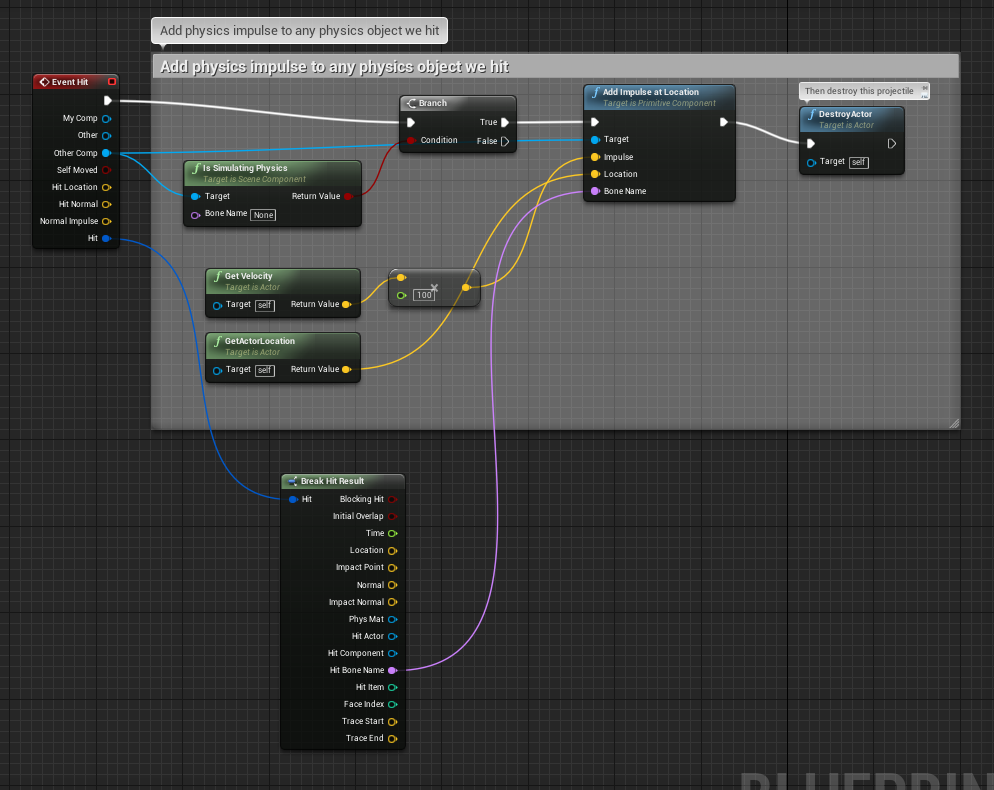 Add physics impulse to any physics object we hit
Add physics impulse to any physics object we hit
Event Hit
My Comp
Other
Other Comp
Self Moved
Hit Location
Hit Normal
Normal Impulse
Hit
Branch
True
Condition
False
Is Simulating Physics
Target is Scene Component
Target
Return Value
Bone Name None
Add Impulse at Location
Target is Primitive Component
Target
Impulse
Location
Bone Name
Then destroy this projectile
DestroyActor
Target is Actor
Target self
Get Velocity
Target is Actor
Target self
Return Value
100
GetActorLocation
Target is Actor
Target self
Return Value
Break Hit Result
Hit
Blocking Hit
Initial Overlap
Time
Location
Impact Point
Normal
Impact Normal
Phys Mat
Hit Actor
Hit Component
Hit Bone Name
Hit Item
Face Index
Trace Start
Trace End